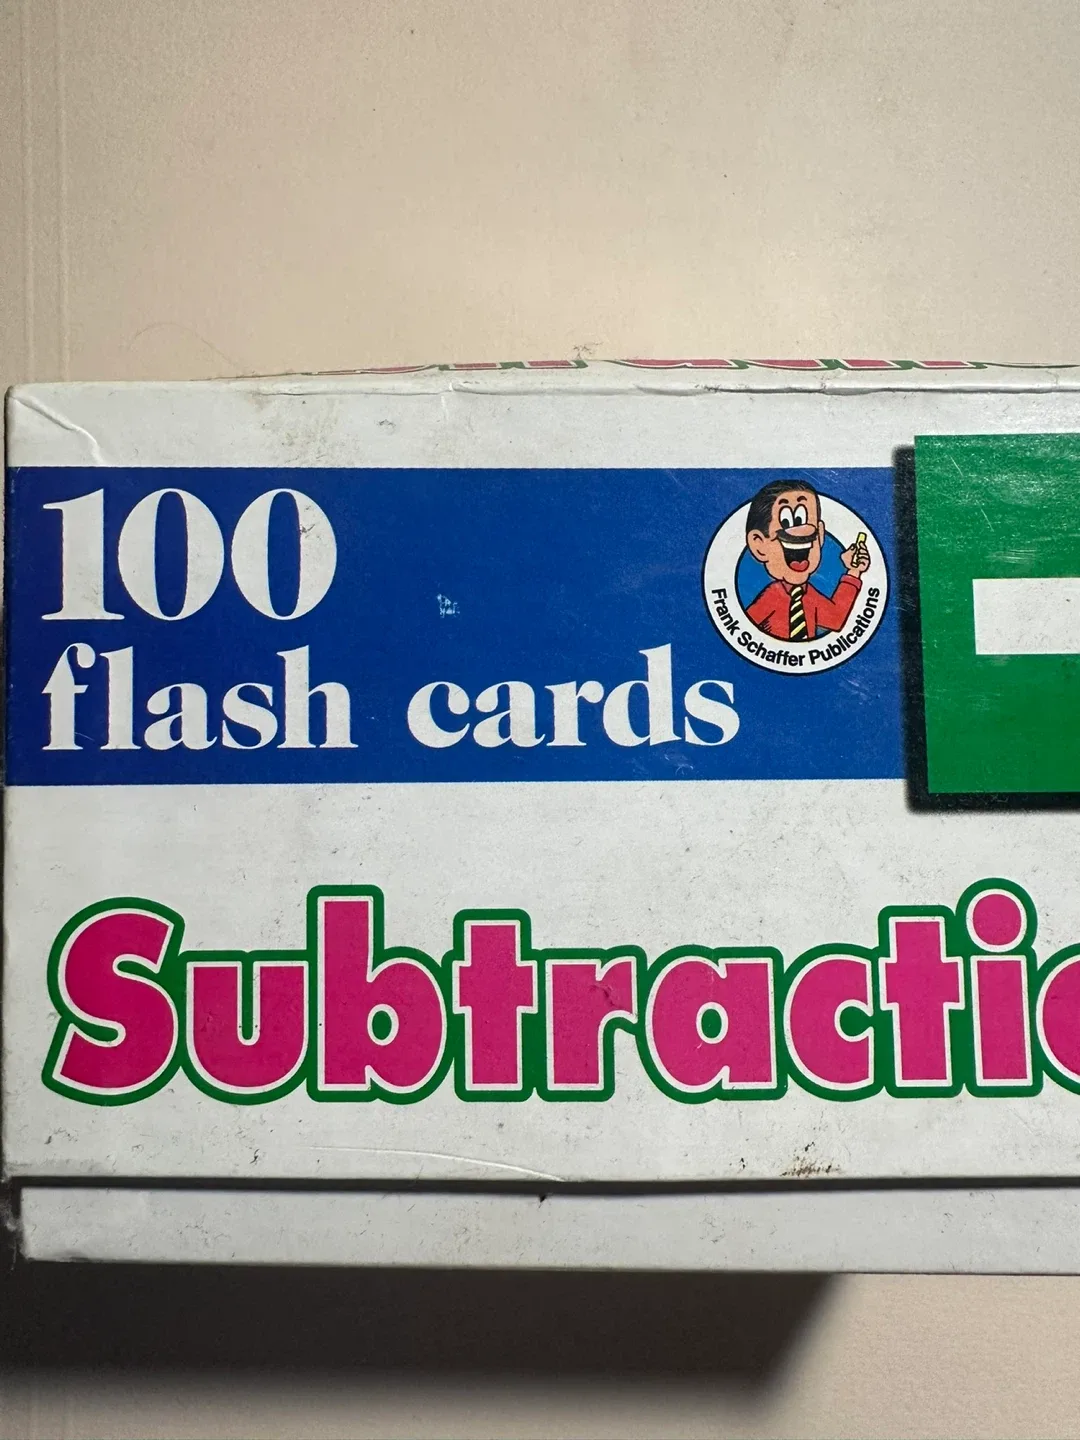 100
flash cards
Frank Schaffer Publications
Subtractio